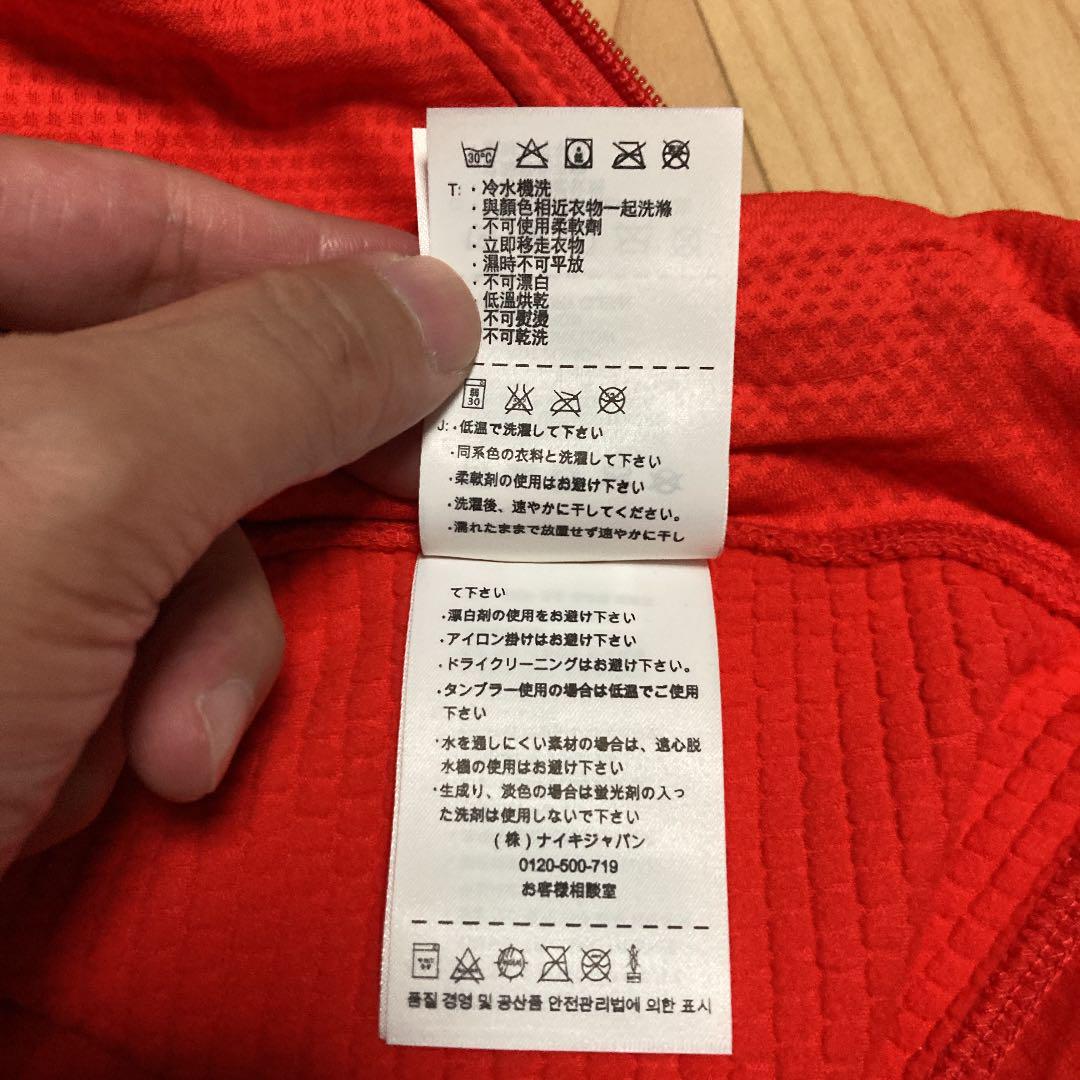 30°C
T: ・冷水機洗
・與顏色相近衣物一起洗滌
・不可使用柔軟劑
・立即移走衣物
・濕時不可平放
・不可漂白
低溫烘乾
不可熨燙
不可乾洗
弱
30
J: ・低温で洗濯して下さい
・同系色の衣料と洗濯して下さい
・柔軟剤の使用はお避け下さい
・洗濯後、速やかに干してください。
・濡れたままで放置せず速やかに干し
て下さい
・漂白剤の使用をお避け下さい
・アイロン掛けはお避け下さい
・ドライクリーニングはお避け下さい。
・タンブラー使用の場合は低温でご使用
下さい
・水を通しにくい素材の場合は、遠心脱
水機の使用はお避け下さい
・生成り、淡色の場合は蛍光剤の入っ
た洗剤は使用しないで下さい
(株)ナイキジャパン
0120-500-719
お客様相談室
품질 경영 및 공산품 안전관리법에 의한 표시